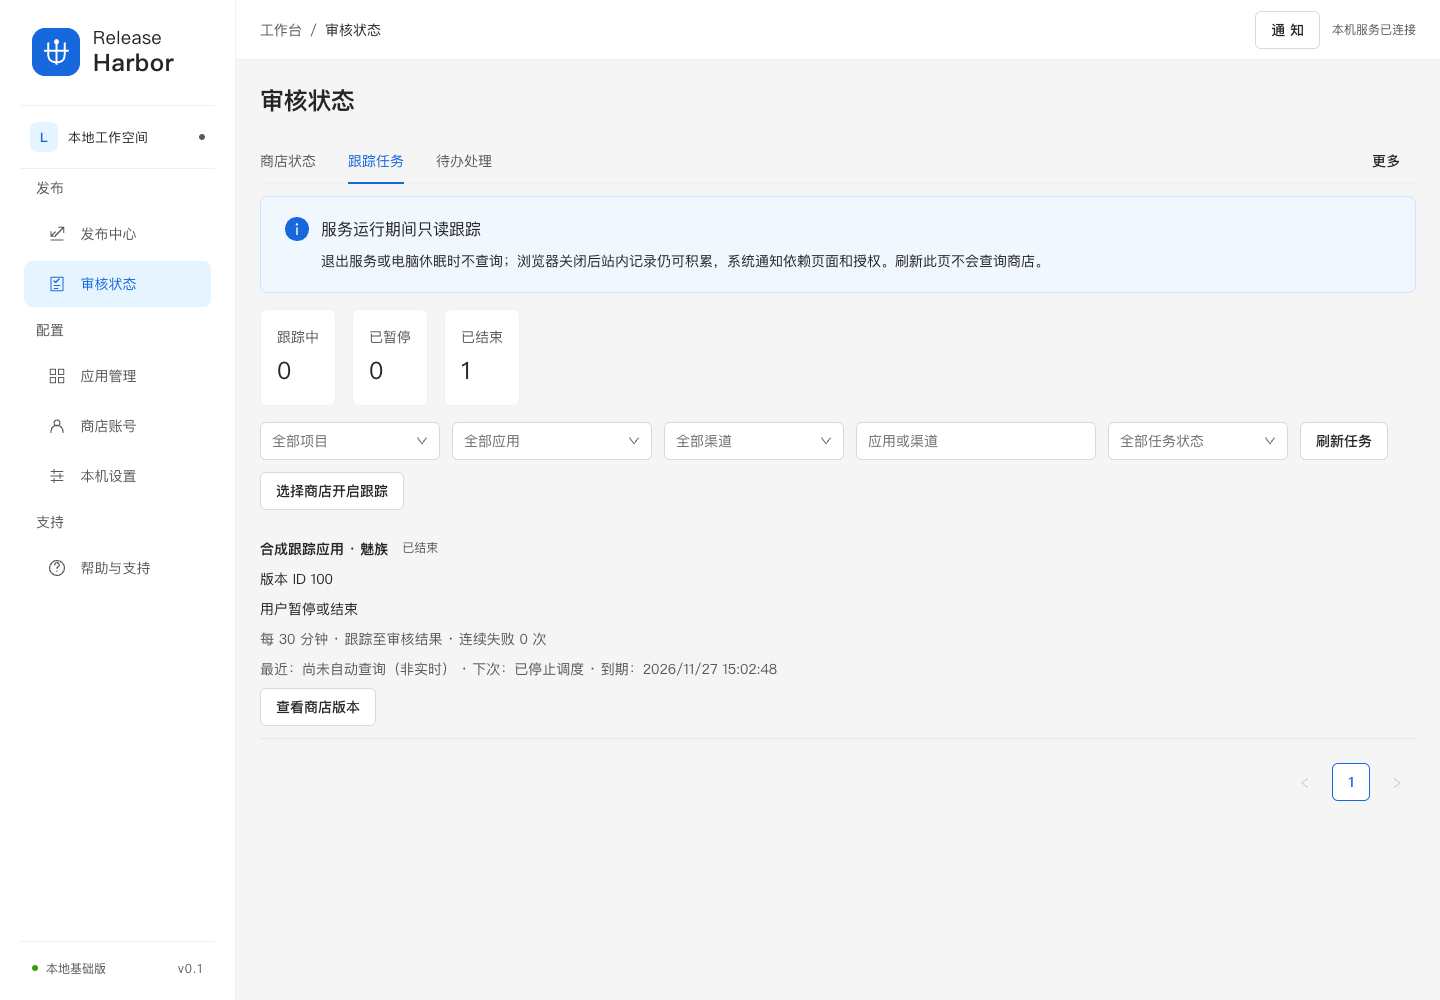 Release
Harbor
L 本地工作空间
发布
发布中心
审核状态
配置
应用管理
商店账号
本机设置
支持
帮助与支持
本地基础版 v0.1
工作台 / 审核状态
通 知 本机服务已连接
审核状态
商店状态 跟踪任务 待办处理 更多
服务运行期间只读跟踪
退出服务或电脑休眠时不查询；浏览器关闭后站内记录仍可积累，系统通知依赖页面和授权。刷新此页不会查询商店。
跟踪中 已暂停 已结束
0 0 1
全部项目 全部应用 全部渠道 应用或渠道 全部任务状态 刷新任务
选择商店开启跟踪
合成跟踪应用 · 魅族 已结束
版本 ID 100
用户暂停或结束
每 30 分钟 · 跟踪至审核结果 · 连续失败 0 次
最近：尚未自动查询（非实时） · 下次：已停止调度 · 到期：2026/11/27 15:02:48
查看商店版本
< 1 >